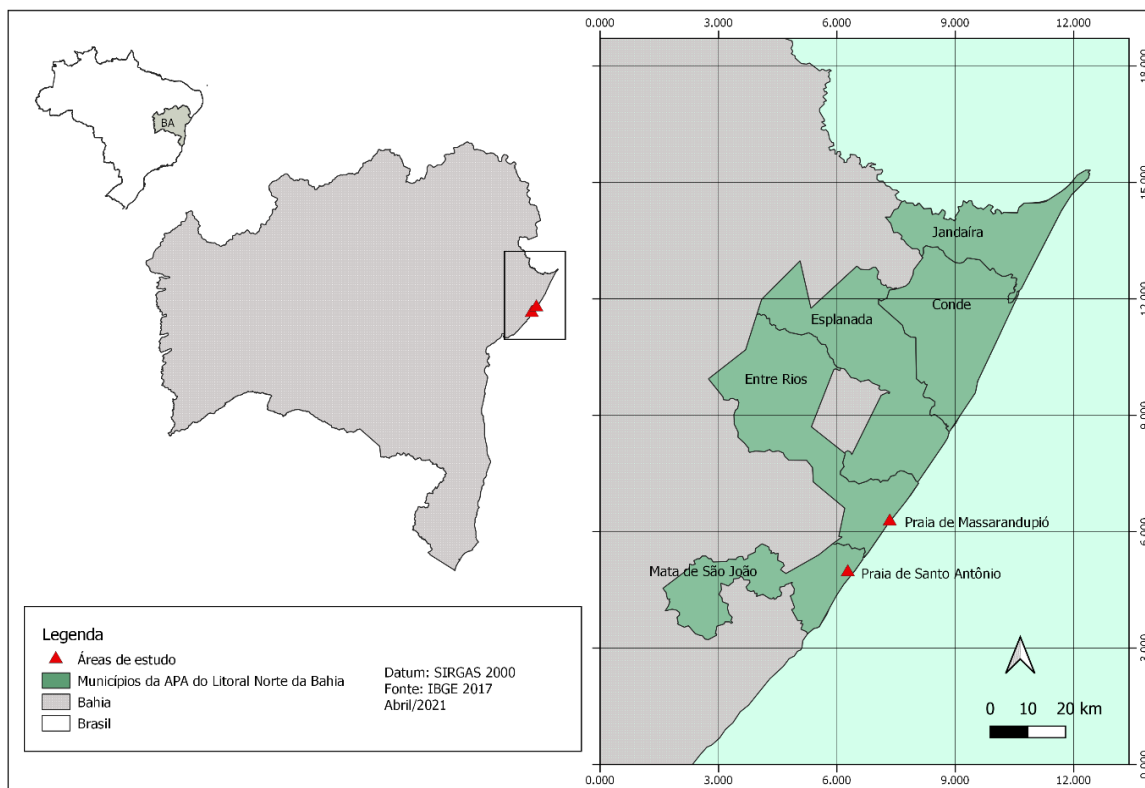 BA
Legenda
Áreas de estudo
Municípios da APA do Litoral Norte da Bahia
Bahia
Brasil
Datum: SIRGAS 2000
Fonte: IBGE 2017
Abril/2021
0.000 3.000 6.000 9.000 12.000
18.000
15.000
12.000
9.000
6.000
3.000
0.000
Jandaíra
Conde
Esplanada
Entre Rios
Praia de Massarandupió
Mata de São João
Praia de Santo Antônio
0 10 20 km
0.000 3.000 6.000 9.000 12.000